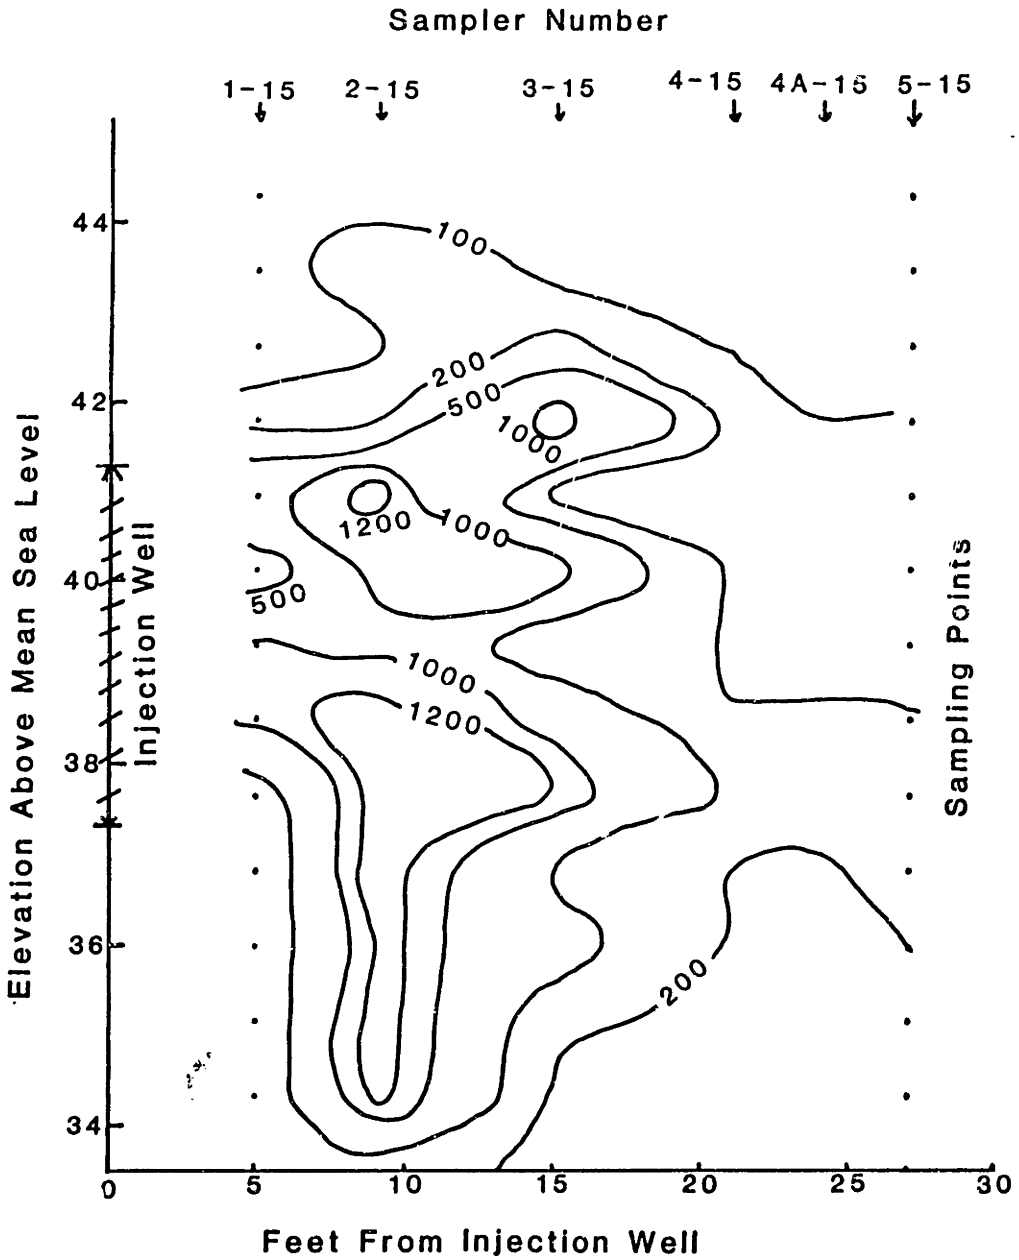 Sampler Number
1-15 2-15 3-15 4-15 4A-15 5-15
44
42
40
38
36
34
100
200
500
1000
1200
1000
500
1000
1200
200
Elevation Above Mean Sea Level
Injection Well
Sampling Points
0 5 10 15 20 25 30
Feet From Injection Well